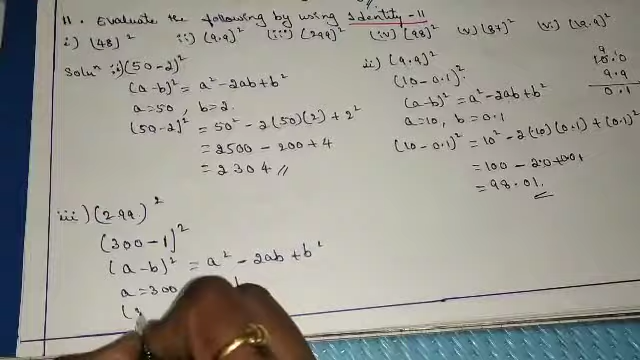 11. Evaluate the following by using Identity-II
i) (48)² ii) (9.9)² (iii) (299)² (iv) (98)² (v) (87)² (v) (19.9)²
Soluⁿ i) (50-2)²
(a-b)² = a² - 2ab + b²
a=50, b=2.
(50-2)² = 50² - 2(50)(2) + 2²
= 2500 - 200 + 4
= 2304 //
ii) (9.9)²
(10-0.1)²
(a-b)² = a² - 2ab + b²
a=10, b=0.1
(10-0.1)² = 10² - 2(10)(0.1) + (0.1)²
= 100 - 2.0 + 0.01
= 98.01.
10.0
9.9
0.1
iii) (299)²
(300-1)²
(a-b)² = a² - 2ab + b²
a=300